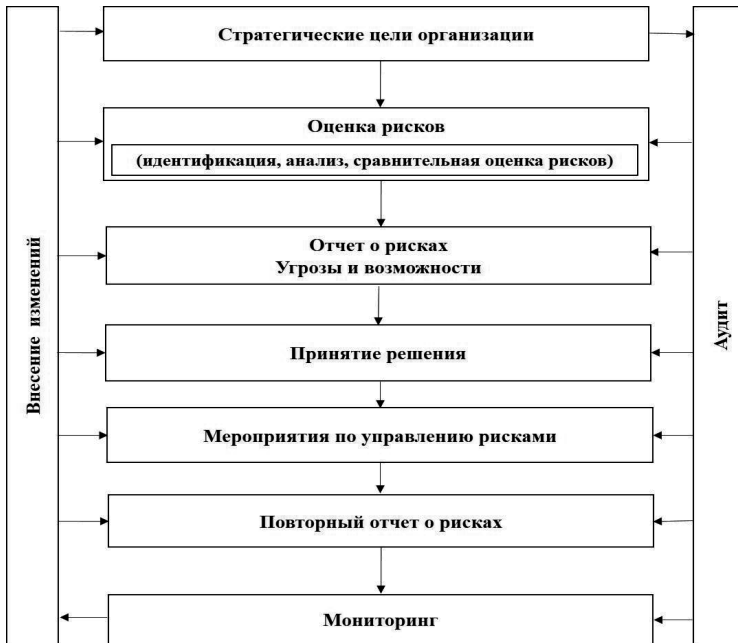 Стратегические цели организации
Оценка рисков
(идентификация, анализ, сравнительная оценка рисков)
Отчет о рисках
Угрозы и возможности
Принятие решения
Мероприятия по управлению рисками
Повторный отчет о рисках
Мониторинг
Внесение изменений
Аудит